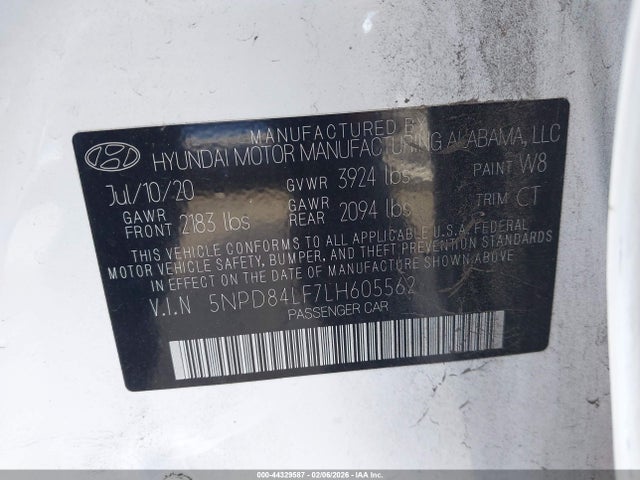 MANUFACTURED BY
HYUNDAI MOTOR MANUFACTURING ALABAMA, LLC
Jul/10/20 GVWR 3924 lbs PAINT W8
GAWR FRONT 2183 lbs GAWR REAR 2094 lbs TRIM CT
THIS VEHICLE CONFORMS TO ALL APPLICABLE U.S.A. FEDERAL
MOTOR VEHICLE SAFETY, BUMPER, AND THEFT PREVENTION
STANDARDS IN EFFECT ON THE DATE OF MANUFACTURE SHOWN ABOVE
V.I.N 5NPD84LF7LH605562
PASSENGER CAR
000-44329587 - 02/06/2026 - IAA Corp.